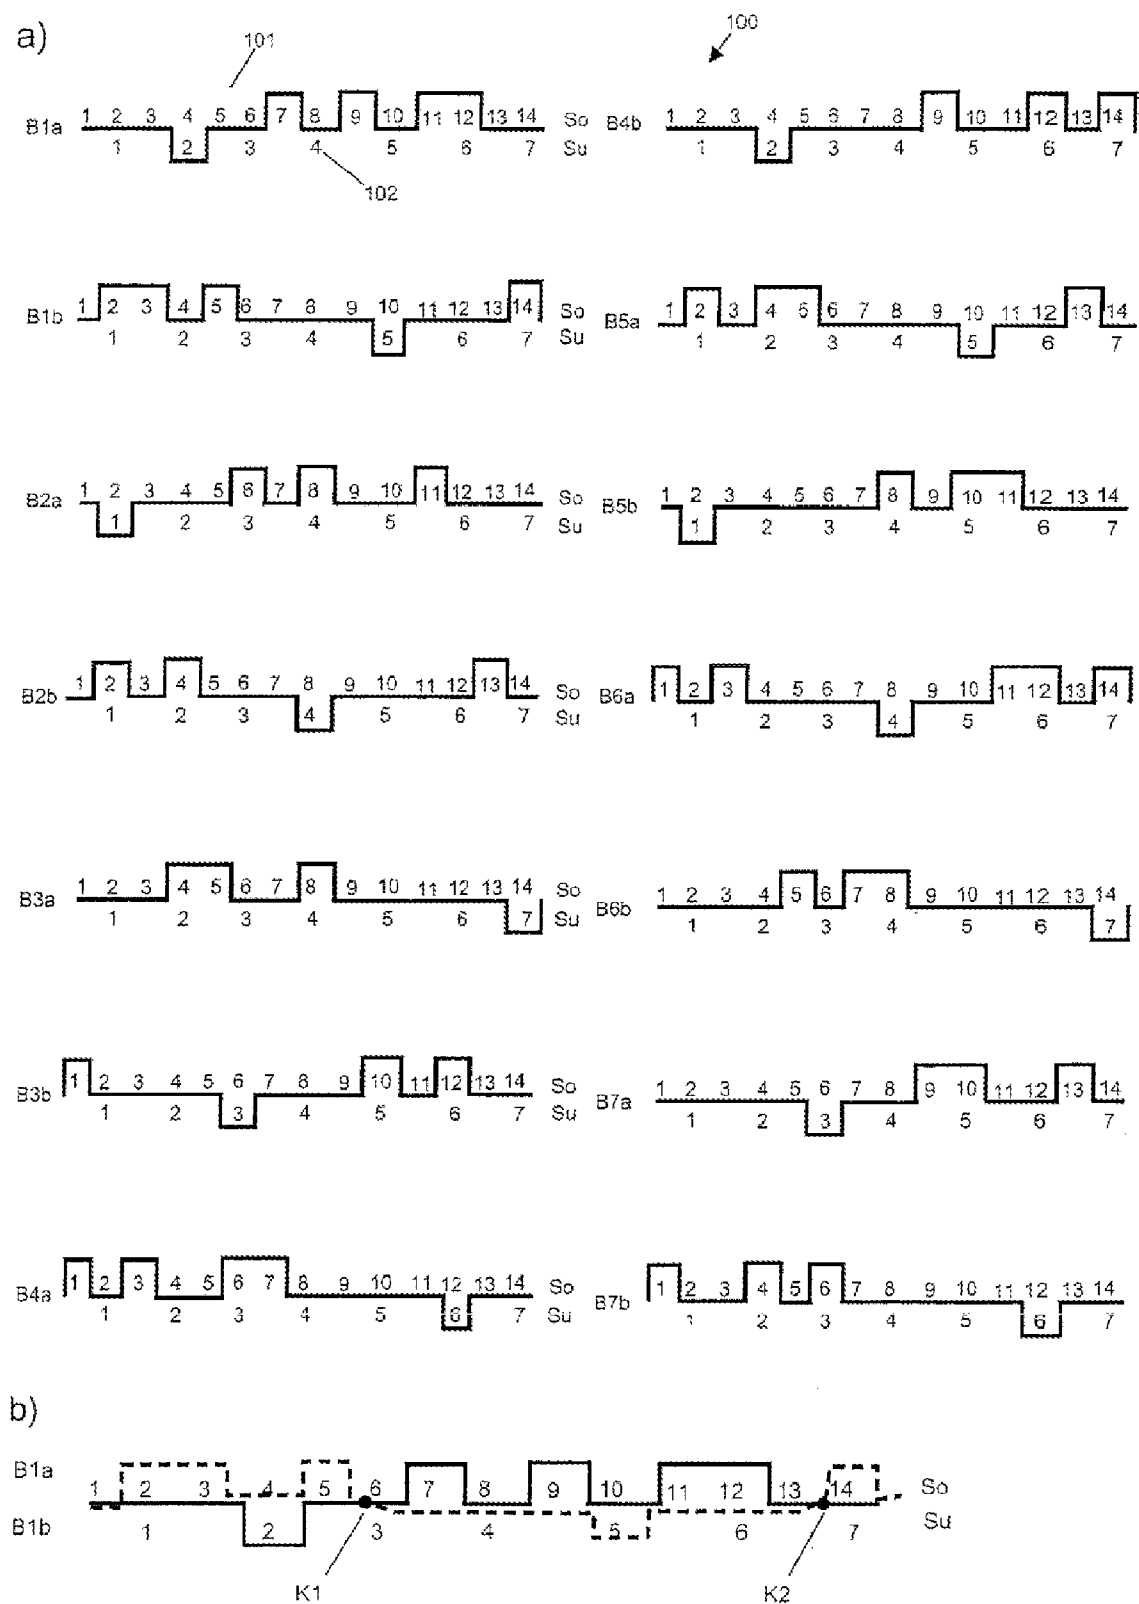 a)
101
100
B1a 1 2 3 4 5 6 7 8 9 10 11 12 13 14 So
1 2 3 4 5 6 7 Su
102
B4b 1 2 3 4 5 6 7 8 9 10 11 12 13 14
1 2 3 4 5 6 7
B1b 1 2 3 4 5 6 7 8 9 10 11 12 13 14 So
1 2 3 4 5 6 7 Su
B5a 1 2 3 4 5 6 7 8 9 10 11 12 13 14
1 2 3 4 5 6 7
B2a 1 2 3 4 5 6 7 8 9 10 11 12 13 14 So
1 2 3 4 5 6 7 Su
B5b 1 2 3 4 5 6 7 8 9 10 11 12 13 14
1 2 3 4 5 6 7
B2b 1 2 3 4 5 6 7 8 9 10 11 12 13 14 So
1 2 3 4 5 6 7 Su
B6a 1 2 3 4 5 6 7 8 9 10 11 12 13 14
1 2 3 4 5 6 7
B3a 1 2 3 4 5 6 7 8 9 10 11 12 13 14 So
1 2 3 4 5 6 7 Su
B6b 1 2 3 4 5 6 7 8 9 10 11 12 13 14
1 2 3 4 5 6 7
B3b 1 2 3 4 5 6 7 8 9 10 11 12 13 14 So
1 2 3 4 5 6 7 Su
B7a 1 2 3 4 5 6 7 8 9 10 11 12 13 14
1 2 3 4 5 6 7
B4a 1 2 3 4 5 6 7 8 9 10 11 12 13 14 So
1 2 3 4 5 6 7 Su
B7b 1 2 3 4 5 6 7 8 9 10 11 12 13 14
1 2 3 4 5 6 7
b)
B1a 1 2 3 4 5 6 7 8 9 10 11 12 13 14 So
B1b 1 2 3 4 5 6 7 Su
K1
K2